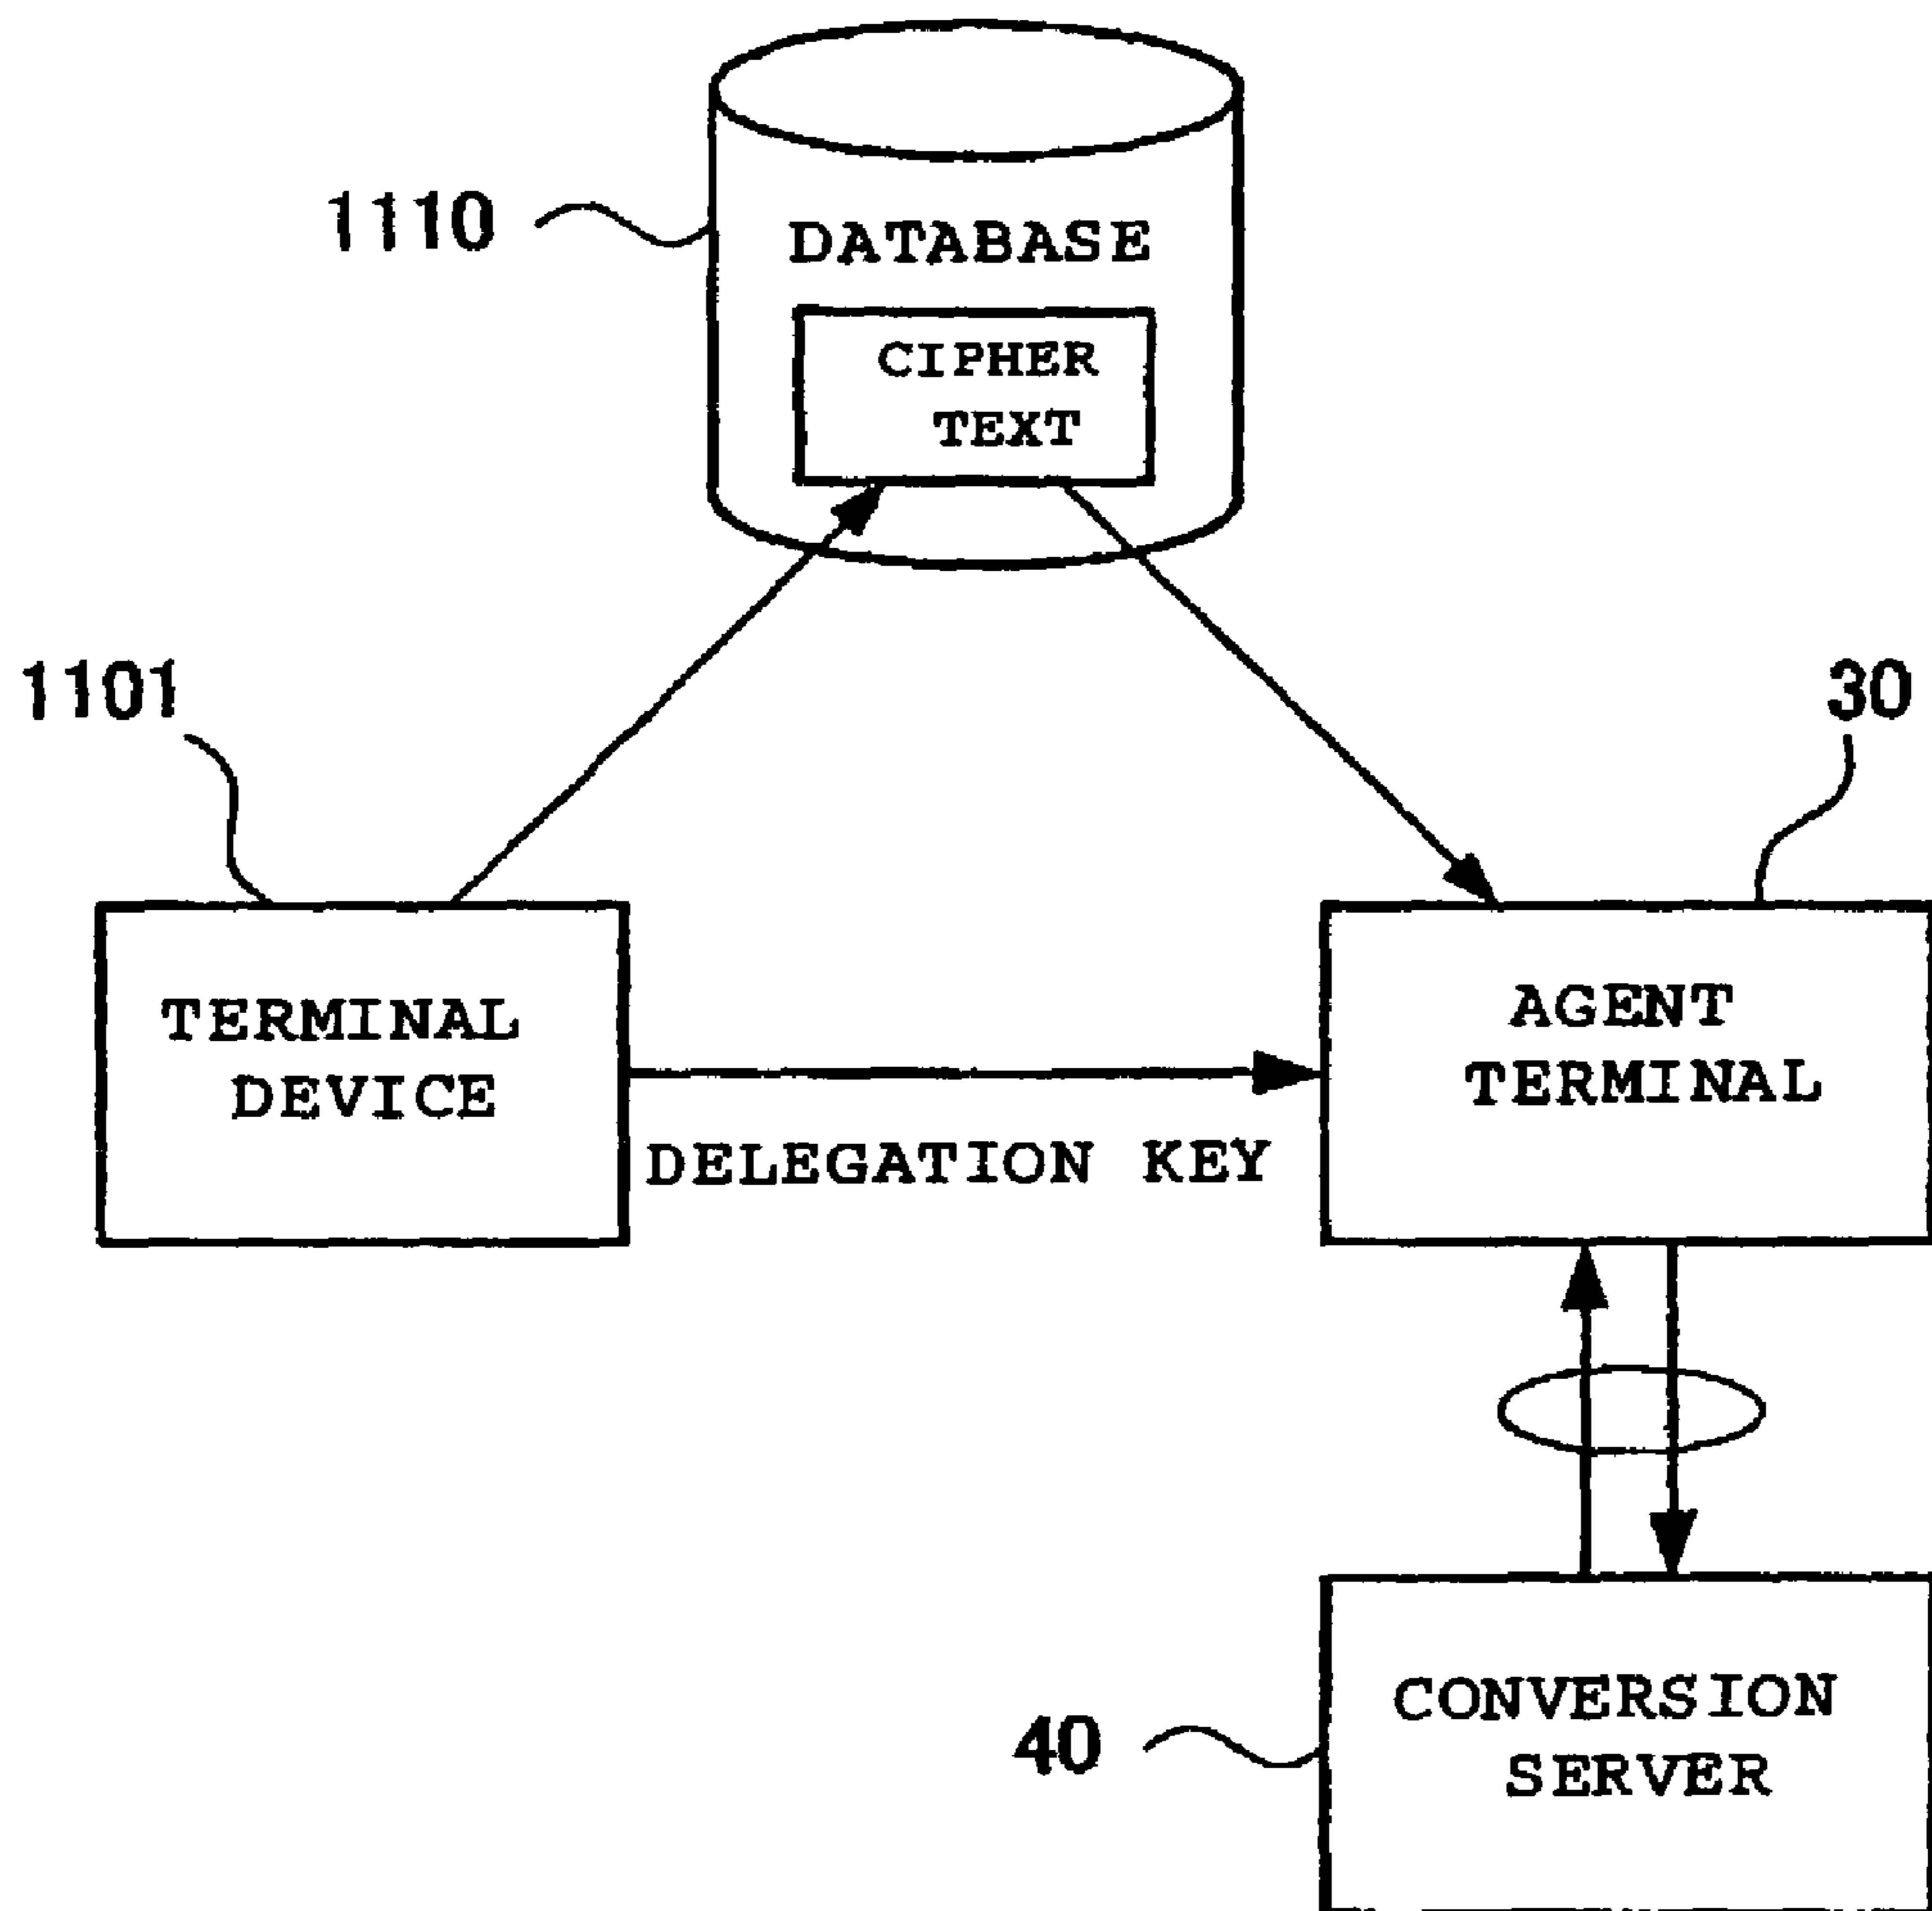 1110
DATABASE
CIPHER
TEXT
1101
30
TERMINAL
DEVICE
AGENT
TERMINAL
DELEGATION KEY
40
CONVERSION
SERVER